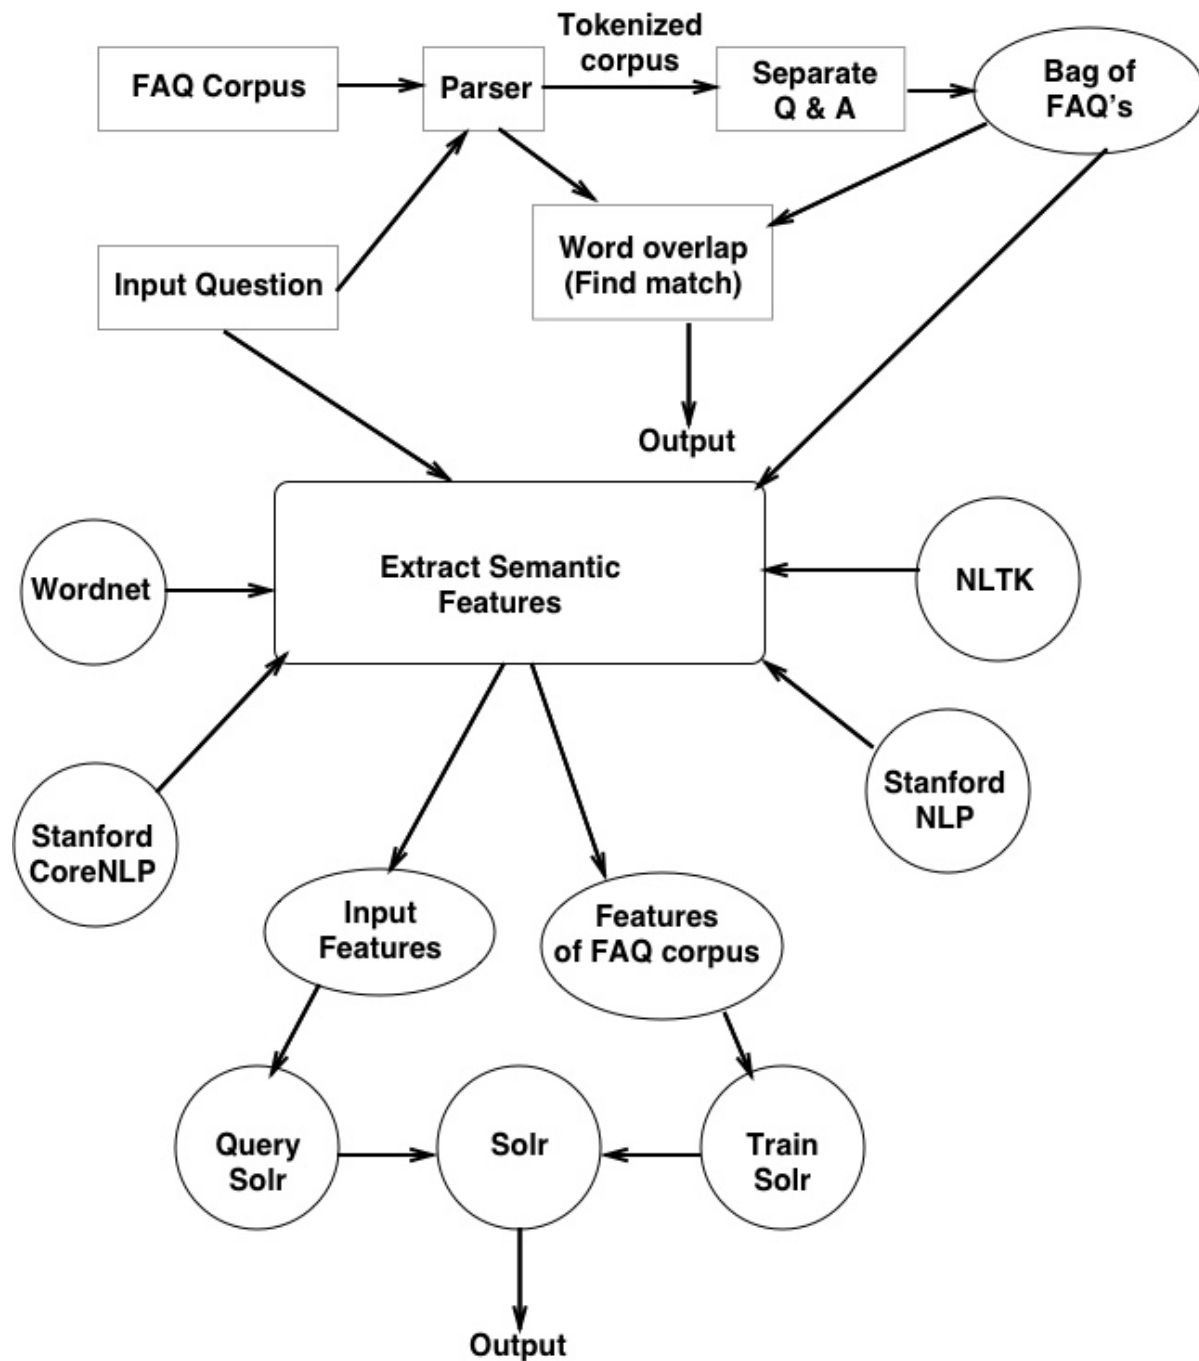 Tokenized
corpus
FAQ Corpus
Parser
Separate
Q & A
Bag of
FAQ's
Input Question
Word overlap
(Find match)
Output
Wordnet
Extract Semantic
Features
NLTK
Stanford
CoreNLP
Stanford
NLP
Input
Features
Features
of FAQ corpus
Query
Solr
Solr
Train
Solr
Output